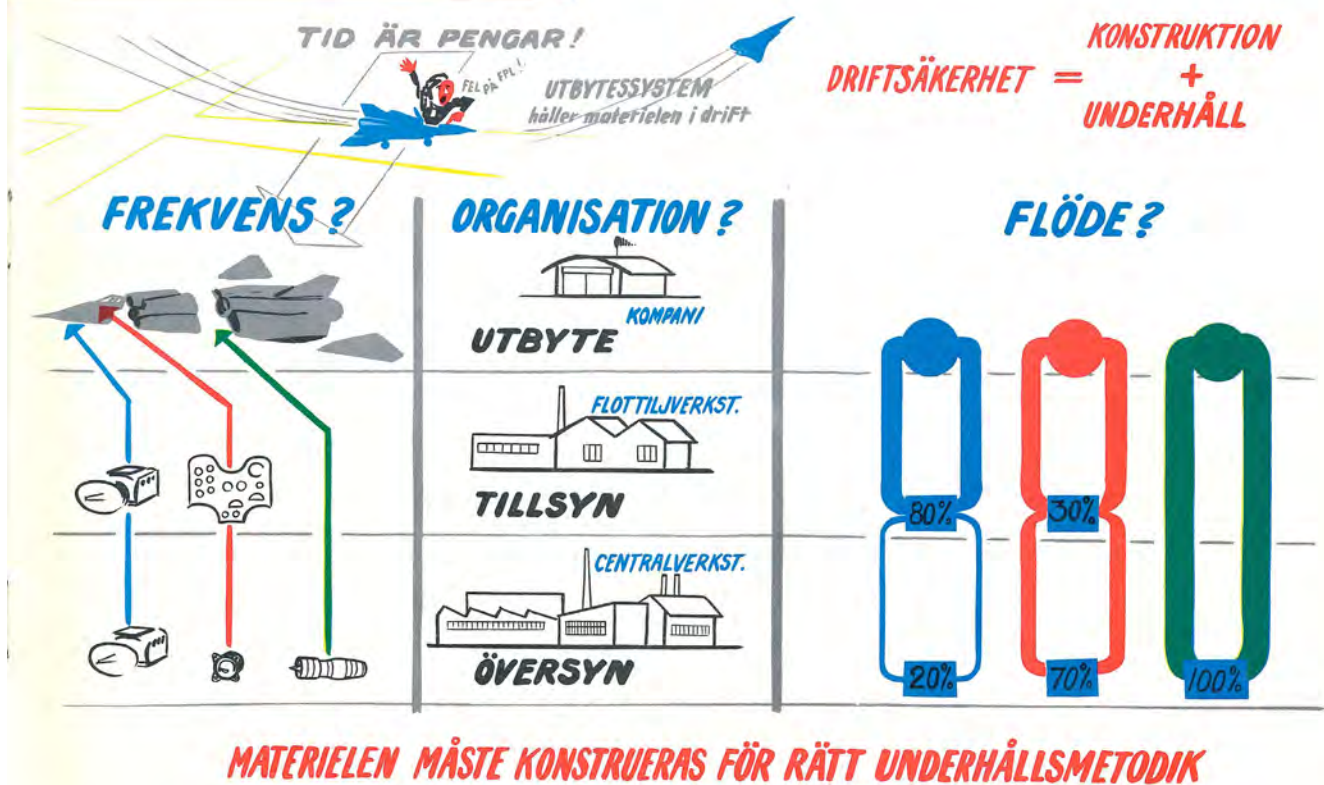 TID ÄR PENGAR!
FEL PÅ FPL!
UTBYTESSYSTEM
håller materielen i drift
DRIFTSÄKERHET = KONSTRUKTION
+
UNDERHÅLL
FREKVENS?
ORGANISATION?
FLÖDE?
KOMPANI
UTBYTE
FLOTTILJVERKST.
TILLSYN
80%
30%
CENTRALVERKST.
ÖVERSYN
20%
70%
100%
MATERIELEN MÅSTE KONSTRUERAS FÖR RÄTT UNDERHÅLLSMETODIK